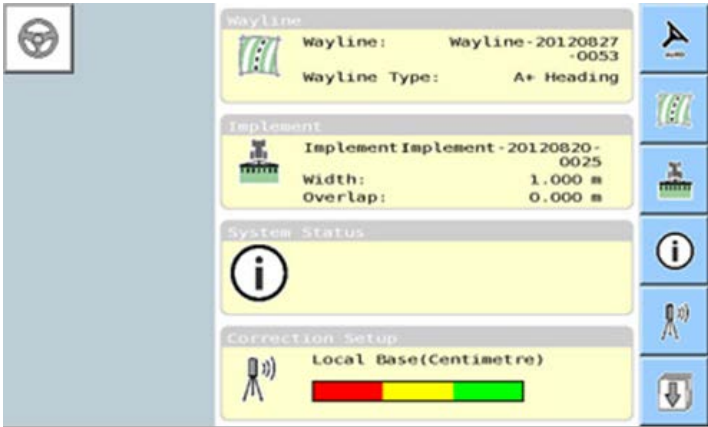 Wayline
Wayline: Wayline-20120827
-0053
Wayline Type: A+ Heading
Implement
Implement Implement-20120820-
0025
Width: 1.000 m
Overlap: 0.000 m
System Status
Correction Setup
Local Base(Centimetre)
AUTO